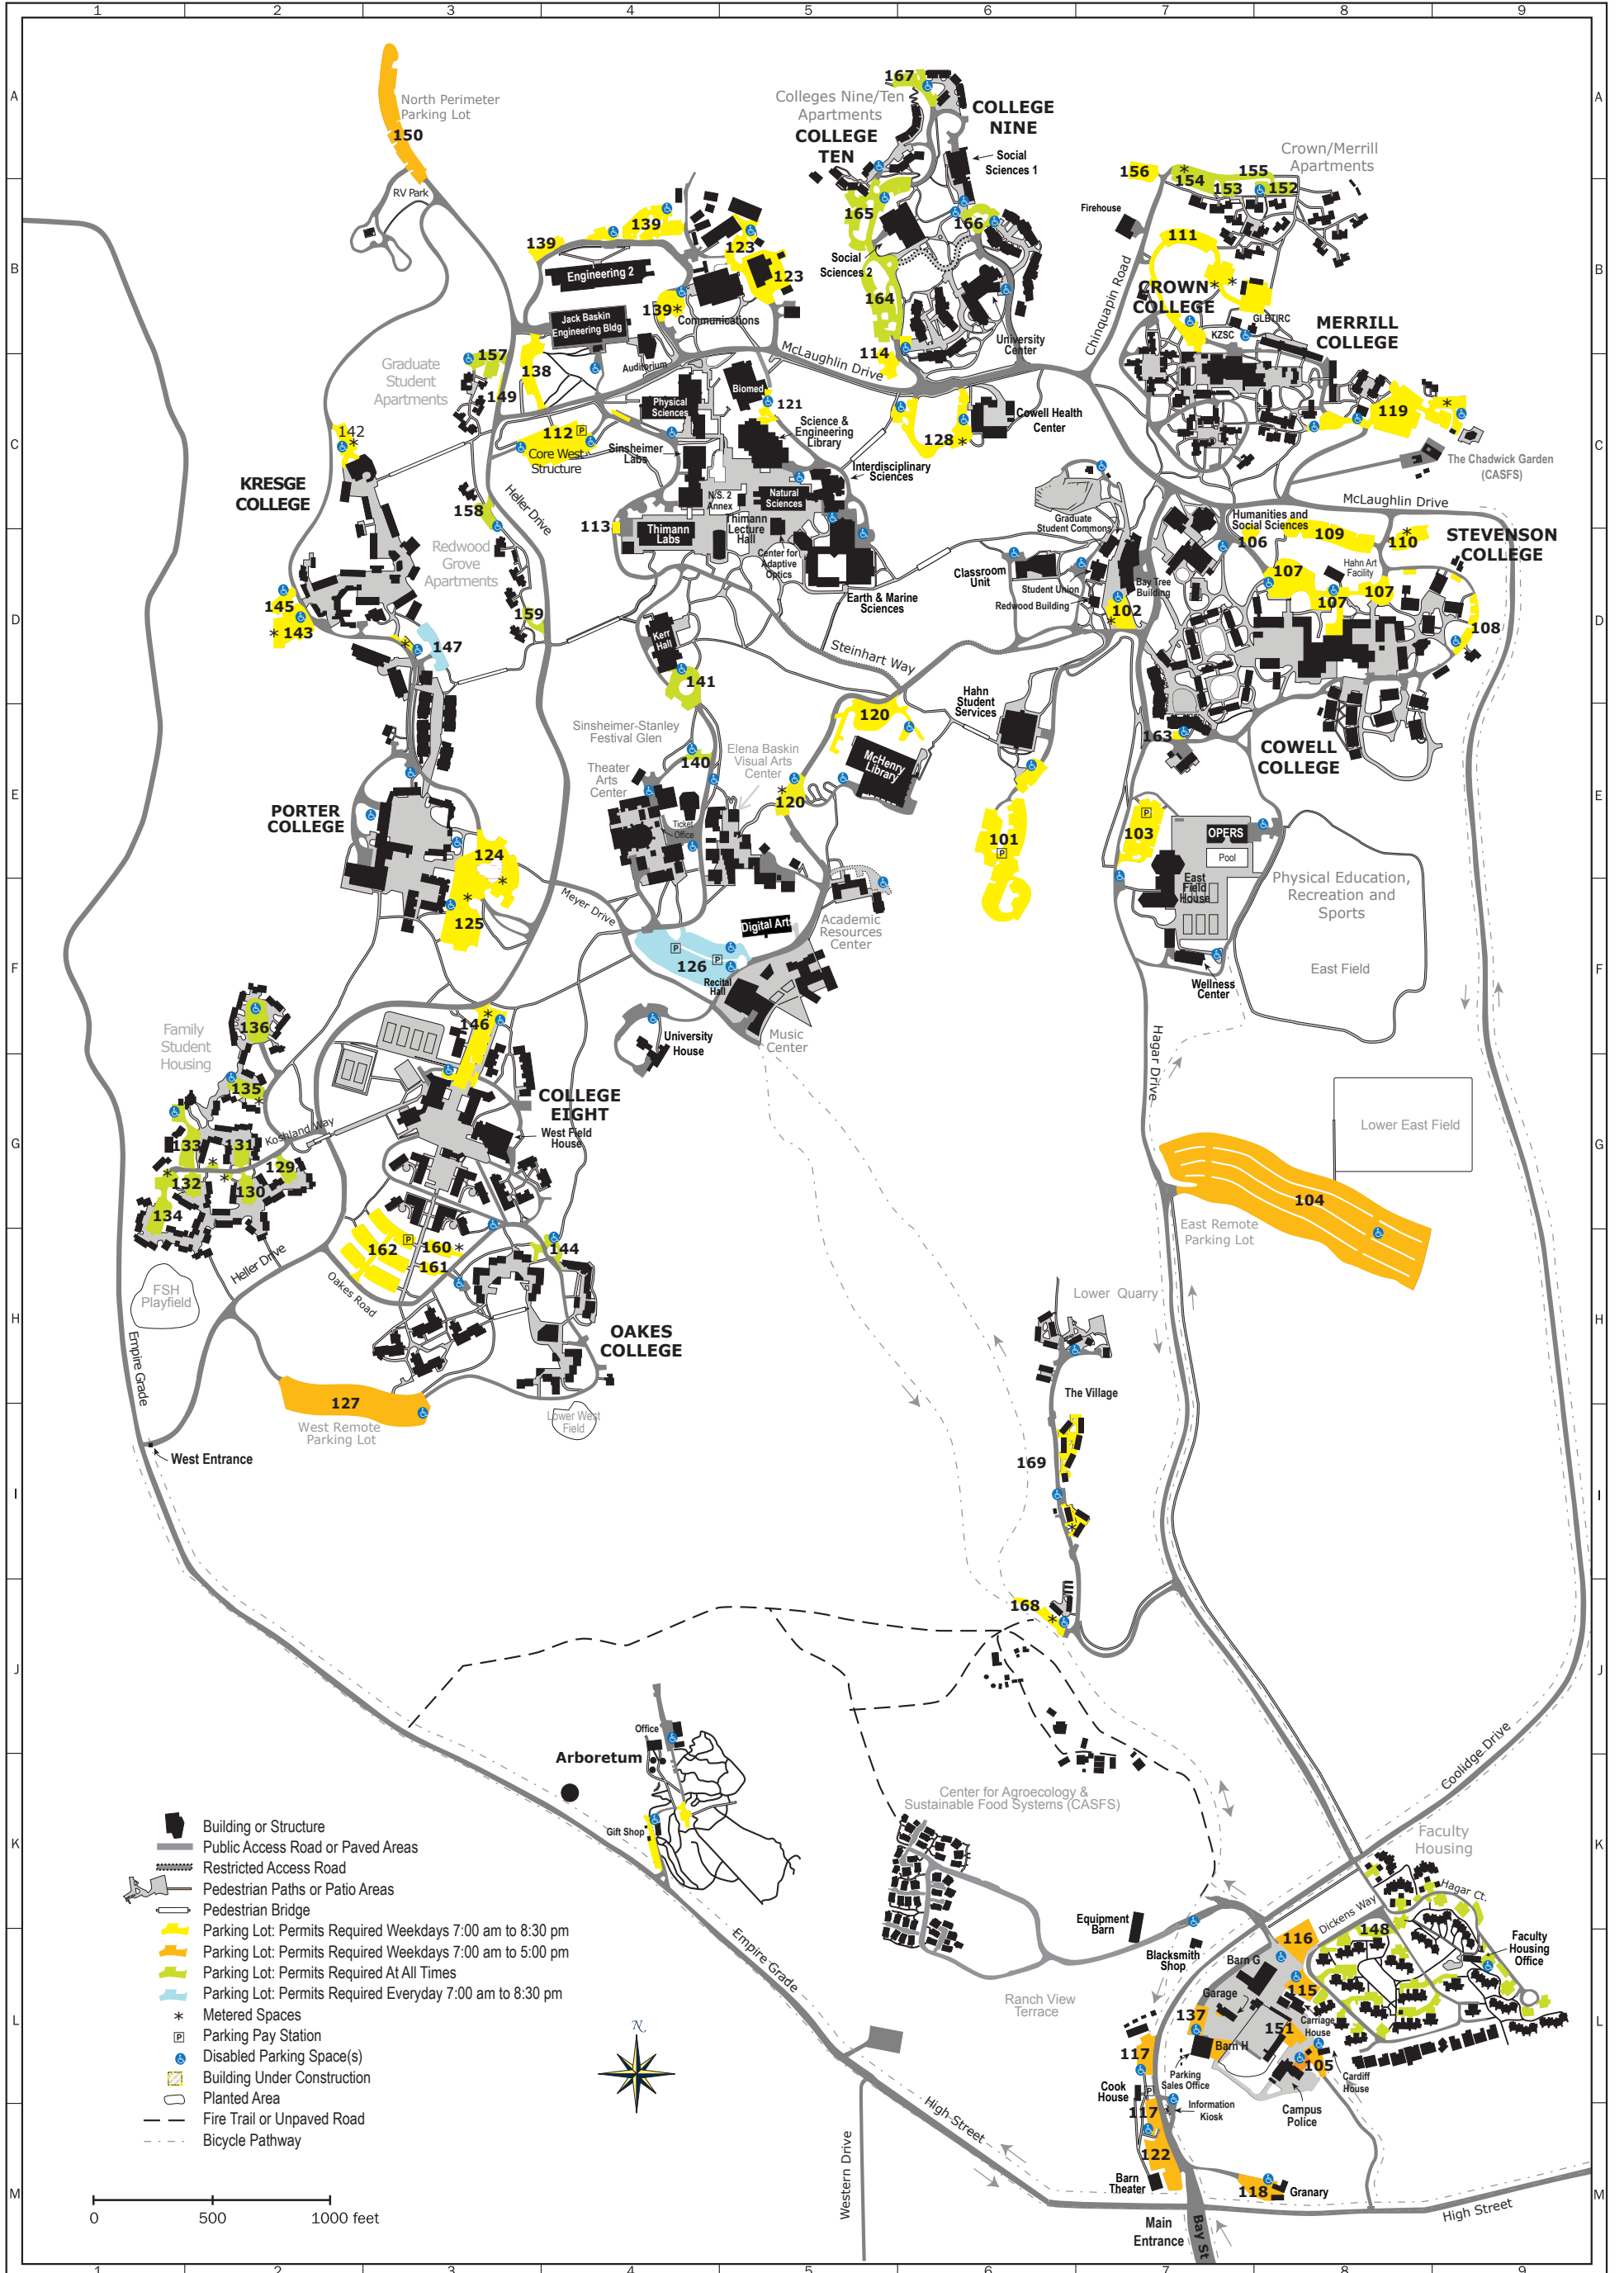 1 2 3 4 5 6 7 8 9
A
A
North Perimeter
Parking Lot
150
RV Park
167
Colleges Nine/Ten
Apartments
COLLEGE
NINE
COLLEGE
TEN
Social
Sciences 1
Crown/Merrill
Apartments
156
154
155
153
152
Firehouse
165
166
139
139
123
123
Social
Sciences 2
111
B
B
Engineering 2
164
CROWN
COLLEGE
139
Communications
Jack Baskin
Engineering Bldg
GLBTIRC
KZSC
MERRILL
COLLEGE
University
Center
Chinquapin Road
McLaughlin Drive
114
Auditorium
157
138
Graduate
Student
Apartments
149
Biomed
121
Physical
Sciences
Science &
Engineering
Library
128
Cowell Health
Center
119
112
Core West
Structure
142
Sinsheimer
Labs
Interdisciplinary
Sciences
C
C
The Chadwick Garden
(CASFS)
KRESGE
COLLEGE
Heller Drive
N.S. 2
Annex
Natural
Sciences
McLaughlin Drive
158
113
Thimann
Labs
Thimann
Lecture
Hall
Center for
Adaptive
Optics
Graduate
Student Commons
Humanities and
Social Sciences
106
109
110
STEVENSON
COLLEGE
Redwood
Grove
Apartments
Classroom
Unit
Student Union
Redwood Building
Bay Tree
Building
107
Hahn Art
Facility
107
107
Earth & Marine
Sciences
102
108
145
143
159
D
D
147
Kerr
Hall
Steinhart Way
141
Hahn
Student
Services
120
163
Sinsheimer-Stanley
Festival Glen
140
Elena Baskin
Visual Arts
Center
Theater
Arts
Center
McHenry
Library
COWELL
COLLEGE
120
E
E
PORTER
COLLEGE
Ticket
Office
101
103
OPERS
Pool
124
East
Field
House
Physical Education,
Recreation and
Sports
Meyer Drive
125
Digital Arts
Academic
Resources
Center
126
Recital
Hall
F
F
East Field
Wellness
Center
136
146
Family
Student
Housing
University
House
Music
Center
Hagar Drive
135
COLLEGE
EIGHT
West Field
House
Koshland Way
133
131
129
Lower East Field
G
G
132
130
134
104
East Remote
Parking Lot
162
160
161
144
Heller Drive
Oakes Road
FSH
Playfield
Lower Quarry
H
H
OAKES
COLLEGE
Empire Grade
127
West Remote
Parking Lot
Lower West
Field
The Village
West Entrance
169
I
I
168
J
J
Office
Arboretum
Coolidge Drive
Center for Agroecology &
Sustainable Food Systems (CASFS)
Gift Shop
Faculty
Housing
K
K
Building or Structure
Public Access Road or Paved Areas
Restricted Access Road
Pedestrian Paths or Patio Areas
Pedestrian Bridge
Parking Lot: Permits Required Weekdays 7:00 am to 8:30 pm
Parking Lot: Permits Required Weekdays 7:00 am to 5:00 pm
Parking Lot: Permits Required At All Times
Parking Lot: Permits Required Everyday 7:00 am to 8:30 pm
Metered Spaces
P Parking Pay Station
Disabled Parking Space(s)
Building Under Construction
Planted Area
Fire Trail or Unpaved Road
Bicycle Pathway
0 500 1000 feet
N
Hagar Ct.
Dickens Way
148
Equipment
Barn
116
Faculty
Housing
Office
Blacksmith
Shop
Barn G
Empire Grade
Ranch View
Terrace
Garage
115
Carriage
House
L
L
137
151
Barn H
117
105
Parking
Sales Office
Cardiff
House
Cook
House
Information
Kiosk
117
Campus
Police
High Street
Western Drive
122
Barn
Theater
118
Granary
M
M
High Street
Main
Entrance
Bay St
1 2 3 4 5 6 7 8 9